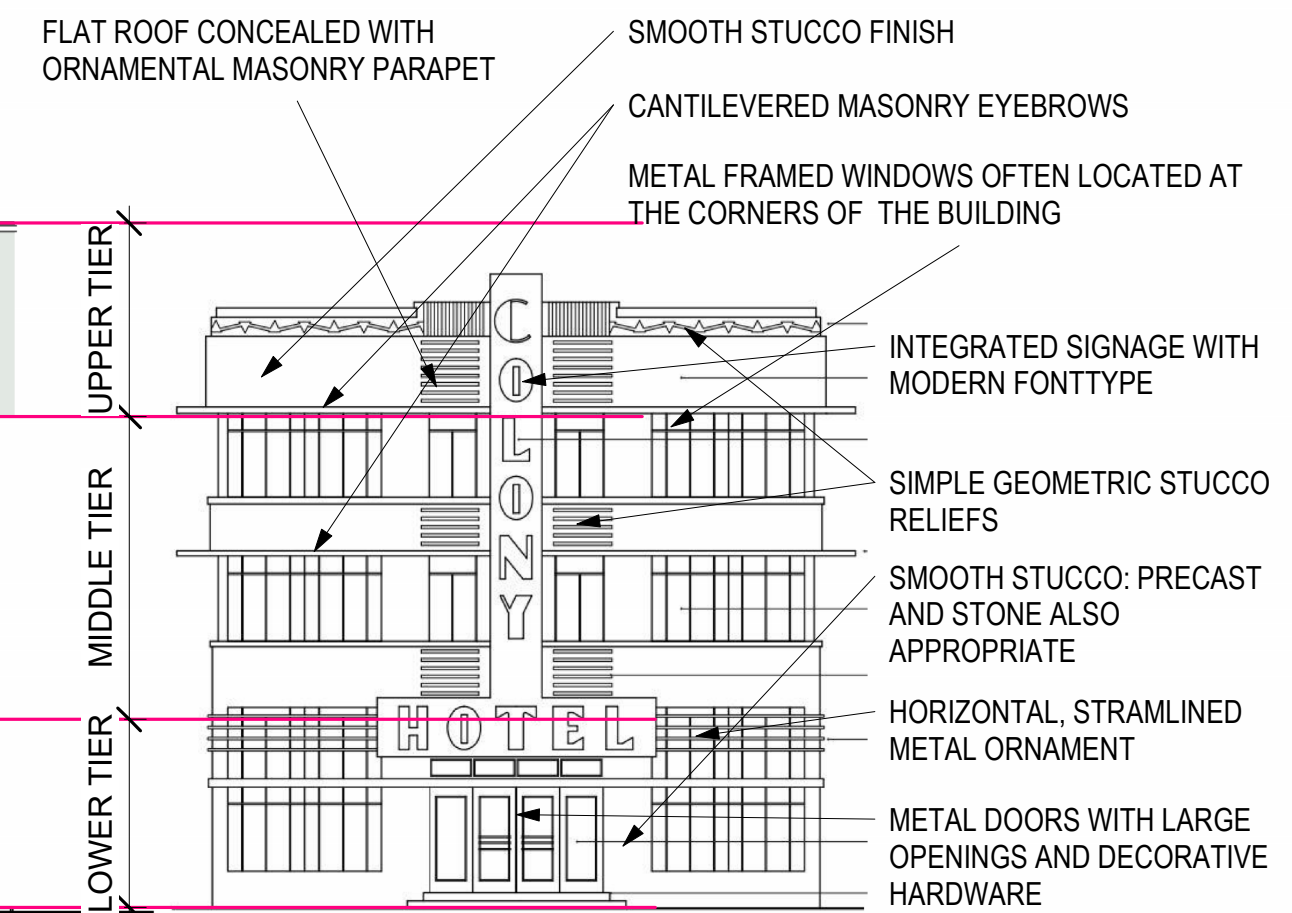 FLAT ROOF CONCEALED WITH
ORNAMENTAL MASONRY PARAPET
SMOOTH STUCCO FINISH
CANTILEVERED MASONRY EYEBROWS
METAL FRAMED WINDOWS OFTEN LOCATED AT
THE CORNERS OF THE BUILDING
UPPER TIER
MIDDLE TIER
LOWER TIER
COLONY
HOTEL
INTEGRATED SIGNAGE WITH
MODERN FONTTYPE
SIMPLE GEOMETRIC STUCCO
RELIEFS
SMOOTH STUCCO: PRECAST
AND STONE ALSO
APPROPRIATE
HORIZONTAL, STRAMLINED
METAL ORNAMENT
METAL DOORS WITH LARGE
OPENINGS AND DECORATIVE
HARDWARE